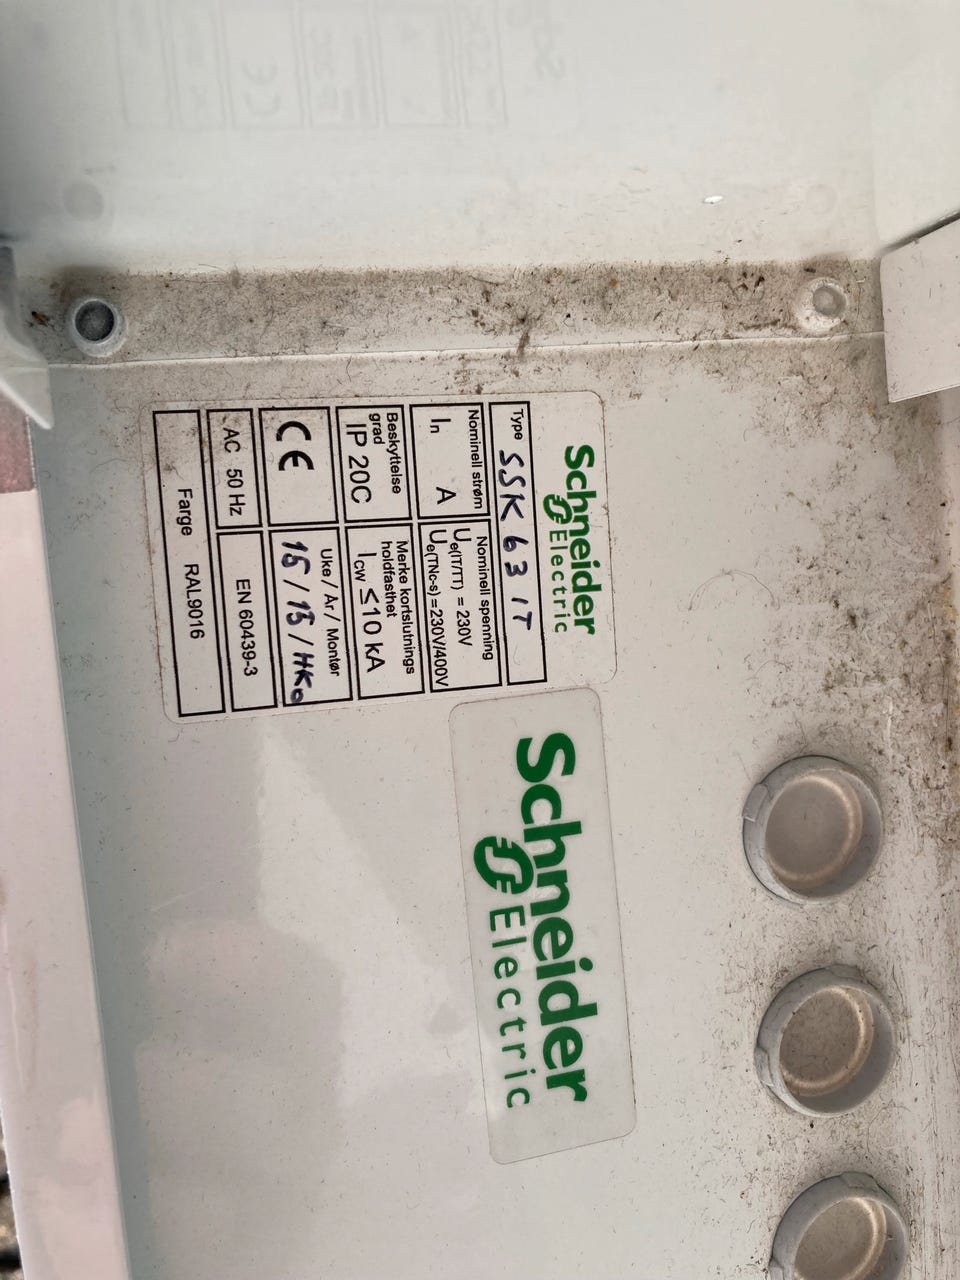 Schneider
Electric
Type SSK 63 IT
Nominell strøm
In A
Nominell spenning
Ue(IT/TT) = 230V
Ue(TNc-s) = 230V/400V
Beskyttelse
grad
IP 20C
Merke kortslutnings
holdfasthet
Icw ≤10 kA
CE
Uke / År / Montør
15/15/HKo
AC 50 Hz
EN 60439-3
Farge RAL9016
Schneider
Electric